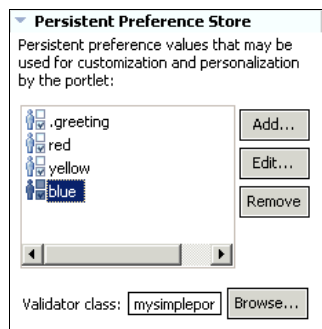 Persistent Preference Store
Persistent preference values that may be
used for customization and personalization
by the portlet:
.greeting
Add...
red
yellow
Edit...
blue
Remove
Validator class: mysimplepor Browse...